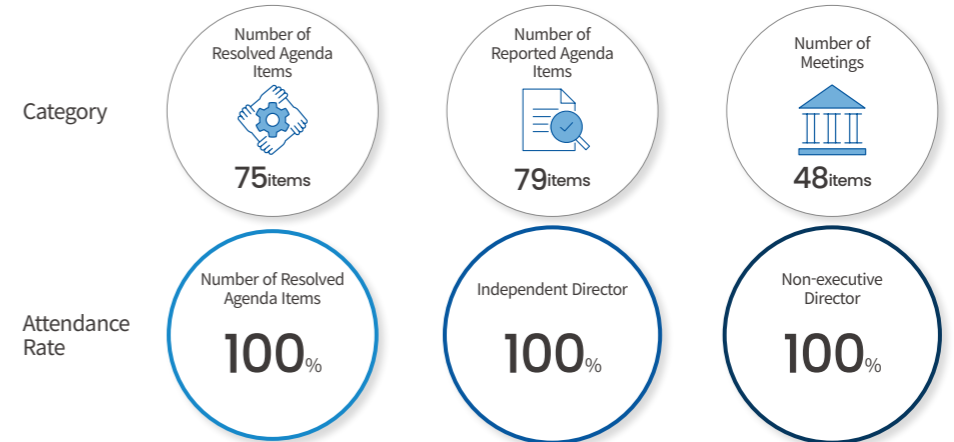 Category
Number of
Resolved Agenda
Items
75items
Number of
Reported Agenda
Items
79items
Number of
Meetings
48items
Attendance
Rate
Number of Resolved
Agenda Items
100%
Independent Director
100%
Non-executive
Director
100%